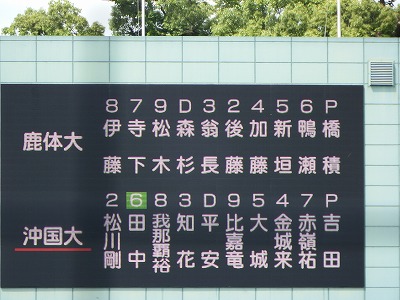 鹿体大
8 7 9 D 3 2 4 5 6 P
伊藤 寺下 松木 森杉 翁長 後藤 加藤 新垣 鴨瀬 橋積
沖国大
2 6 8 3 D 9 5 4 7 P
松川剛 田中 我那覇裕 知花 平安 比嘉竜 大城 金城来 赤嶺祐 吉田